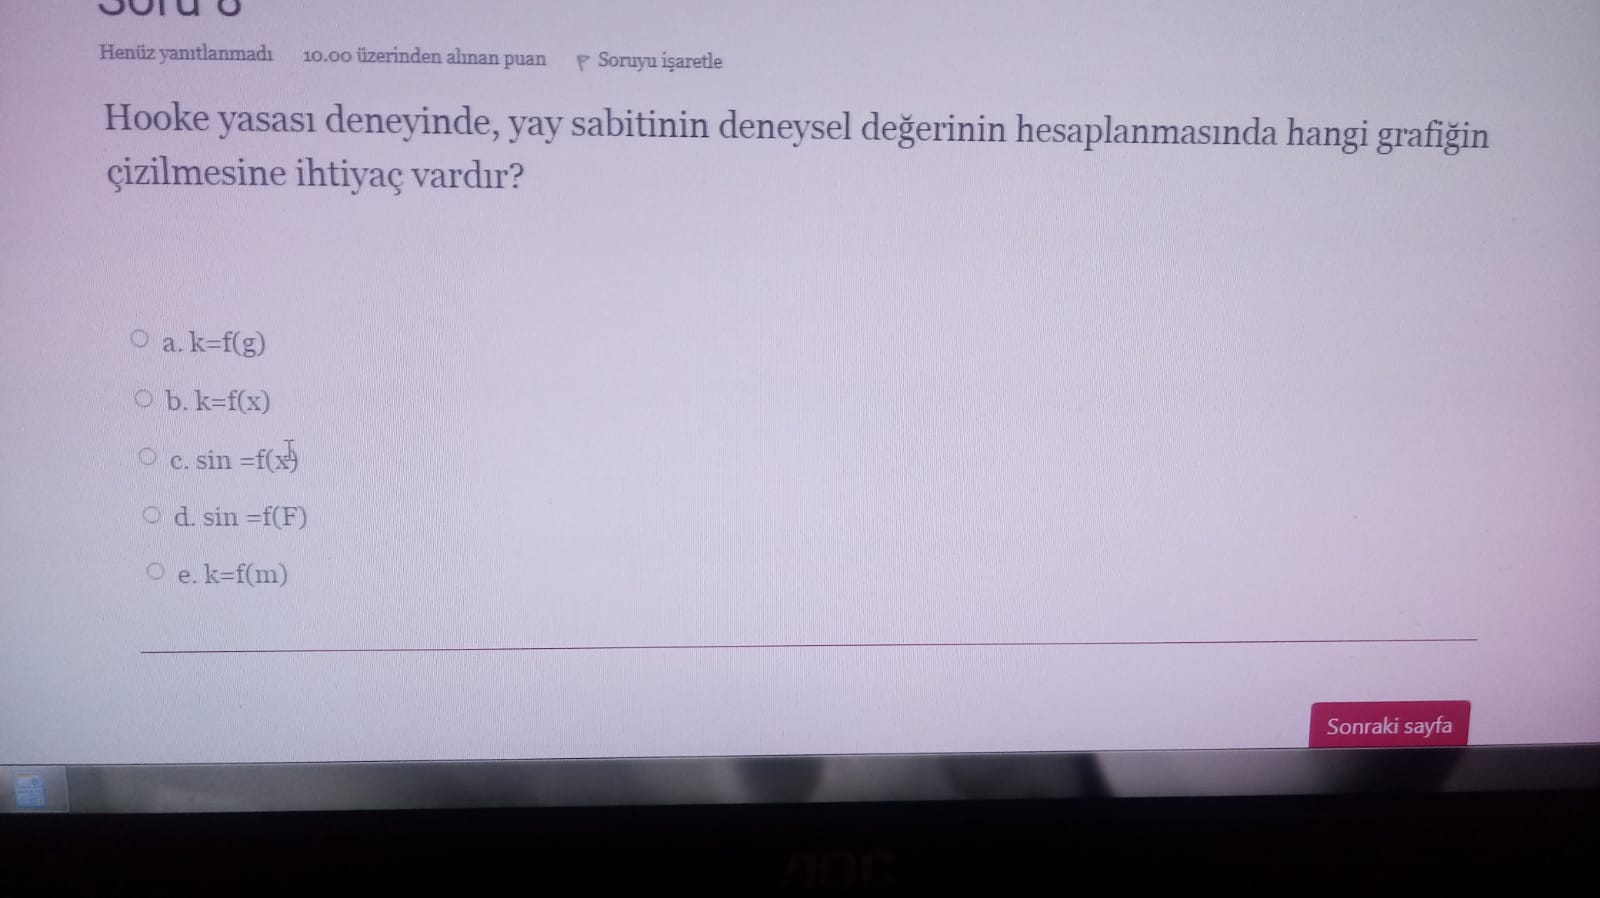 Soru 8
Henüz yanıtlanmadı 10.00 üzerinden alınan puan Soruyu işaretle
Hooke yasası deneyinde, yay sabitinin deneysel değerinin hesaplanmasında hangi grafiğin
çizilmesine ihtiyaç vardır?
a. k=f(g)
b. k=f(x)
c. sin =f(x)
d. sin =f(F)
e. k=f(m)
Sonraki sayfa
AOC